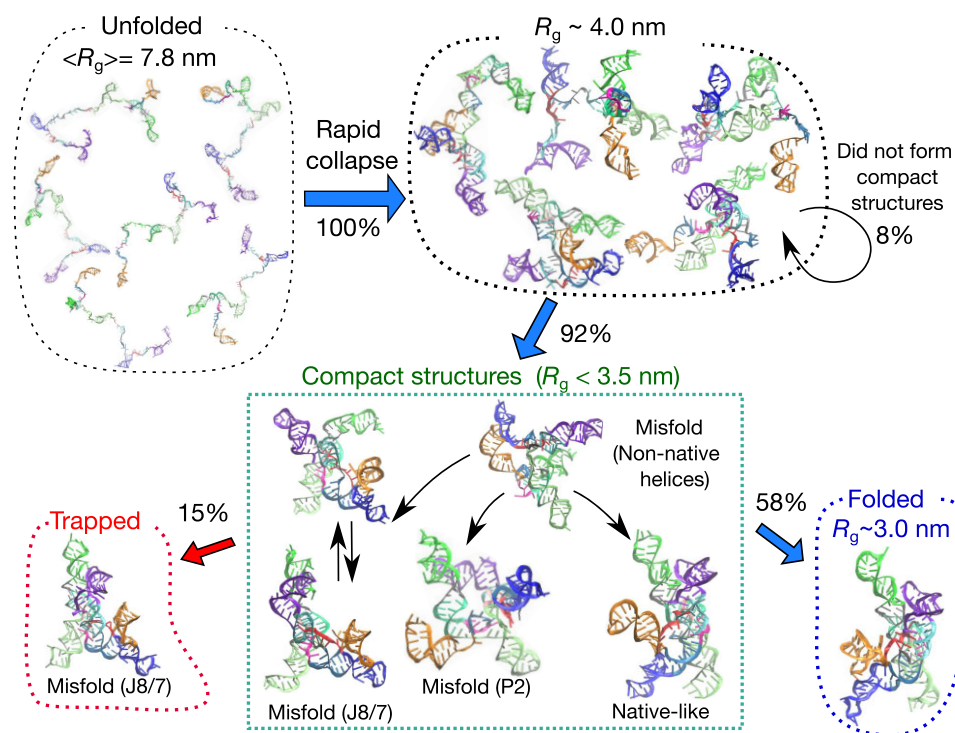 Unfolded
<Rg>= 7.8 nm
Rapid
collapse
100%
Rg ~ 4.0 nm
Did not form
compact
structures
8%
92%
Compact structures (Rg < 3.5 nm)
Misfold
(Non-native
helices)
Misfold (J8/7)
Misfold (P2)
Native-like
15%
Trapped
Misfold (J8/7)
58%
Folded
Rg~3.0 nm